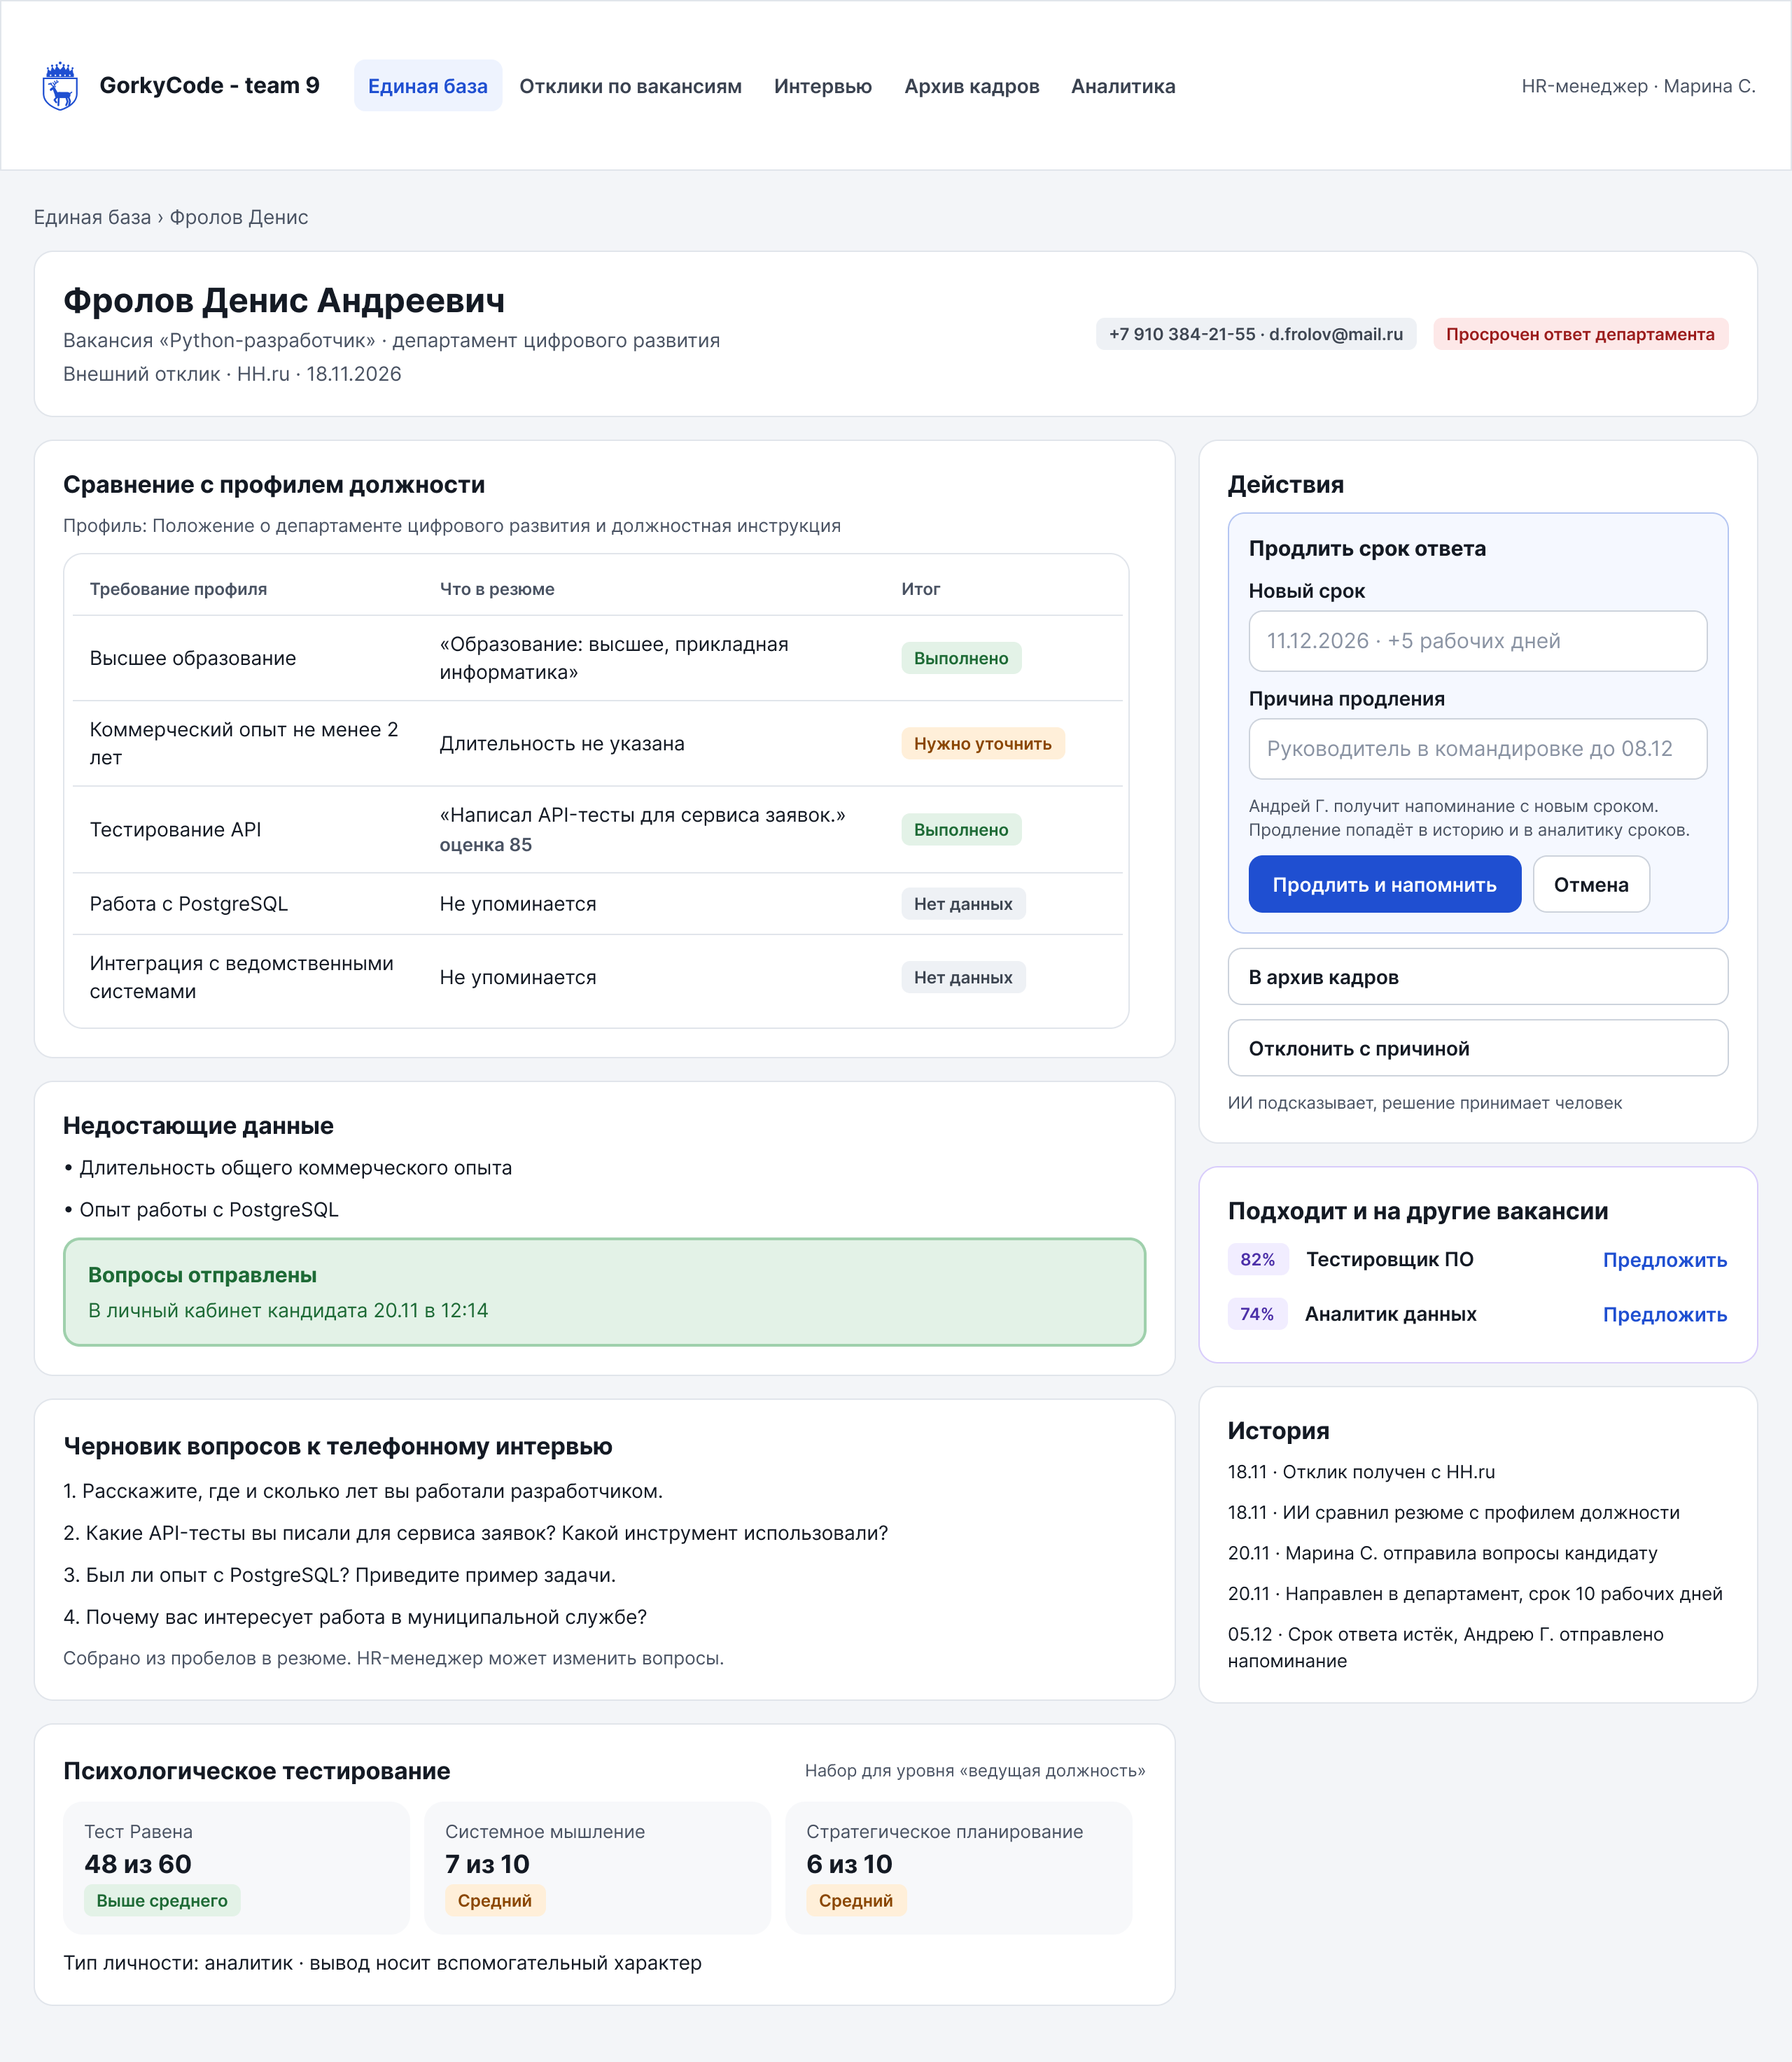 GorkyCode - team 9
Единая база
Отклики по вакансиям
Интервью
Архив кадров
Аналитика
HR-менеджер · Марина С.
Единая база › Фролов Денис
Фролов Денис Андреевич
Вакансия «Python-разработчик» · департамент цифрового развития
Внешний отклик · HH.ru · 18.11.2026
+7 910 384-21-55 · d.frolov@mail.ru
Просрочен ответ департамента
Сравнение с профилем должности
Профиль: Положение о департаменте цифрового развития и должностная инструкция
Требование профиля
Что в резюме
Итог
Высшее образование
«Образование: высшее, прикладная
информатика»
Выполнено
Коммерческий опыт не менее 2
лет
Длительность не указана
Нужно уточнить
Тестирование API
«Написал API-тесты для сервиса заявок.»
оценка 85
Выполнено
Работа с PostgreSQL
Не упоминается
Нет данных
Интеграция с ведомственными
системами
Не упоминается
Нет данных
Недостающие данные
• Длительность общего коммерческого опыта
• Опыт работы с PostgreSQL
Вопросы отправлены
В личный кабинет кандидата 20.11 в 12:14
Черновик вопросов к телефонному интервью
1. Расскажите, где и сколько лет вы работали разработчиком.
2. Какие API-тесты вы писали для сервиса заявок? Какой инструмент использовали?
3. Был ли опыт с PostgreSQL? Приведите пример задачи.
4. Почему вас интересует работа в муниципальной службе?
Собрано из пробелов в резюме. HR-менеджер может изменить вопросы.
Психологическое тестирование
Набор для уровня «ведущая должность»
Тест Равена
48 из 60
Выше среднего
Системное мышление
7 из 10
Средний
Стратегическое планирование
6 из 10
Средний
Тип личности: аналитик · вывод носит вспомогательный характер
Действия
Продлить срок ответа
Новый срок
11.12.2026 · +5 рабочих дней
Причина продления
Руководитель в командировке до 08.12
Андрей Г. получит напоминание с новым сроком.
Продление попадёт в историю и в аналитику сроков.
Продлить и напомнить
Отмена
В архив кадров
Отклонить с причиной
ИИ подсказывает, решение принимает человек
Подходит и на другие вакансии
82%
Тестировщик ПО
Предложить
74%
Аналитик данных
Предложить
История
18.11 · Отклик получен с HH.ru
18.11 · ИИ сравнил резюме с профилем должности
20.11 · Марина С. отправила вопросы кандидату
20.11 · Направлен в департамент, срок 10 рабочих дней
05.12 · Срок ответа истёк, Андрею Г. отправлено
напоминание